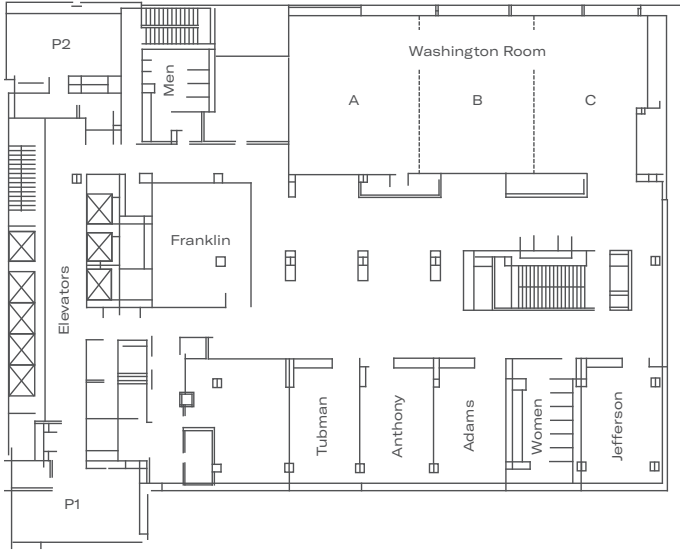 P2
Men
Washington Room
A
B
C
Franklin
Elevators
Tubman
Anthony
Adams
Women
Jefferson
P1